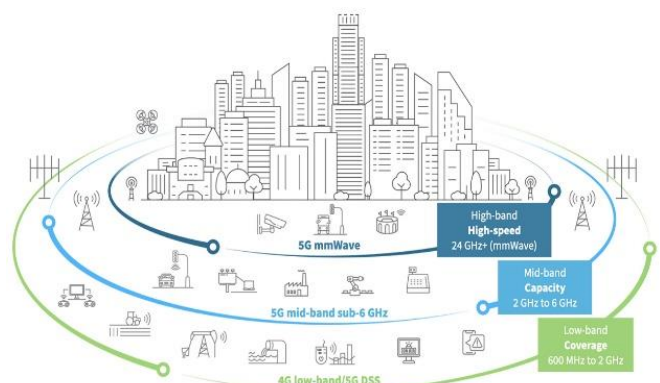 5G mmWave
High-band
High-speed
24 GHz+ (mmWave)
5G mid-band sub-6 GHz
Mid-band
Capacity
2 GHz to 6 GHz
4G low-band/5G DSS
Low-band
Coverage
600 MHz to 2 GHz